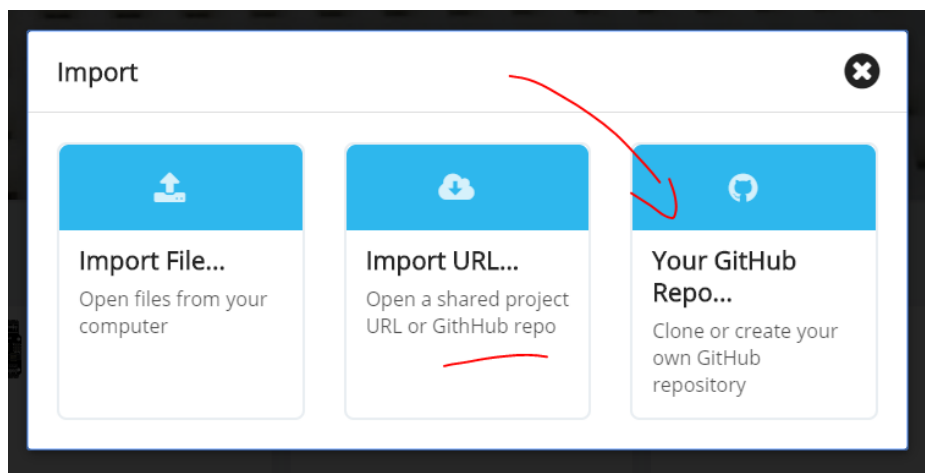 Import
Import File...
Open files from your
computer
Import URL...
Open a shared project
URL or GithHub repo
Your GitHub
Repo...
Clone or create your
own GitHub
repository